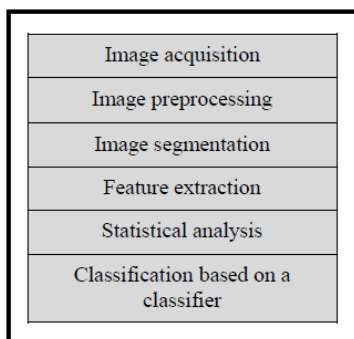 Image acquisition
Image preprocessing
Image segmentation
Feature extraction
Statistical analysis
Classification based on a
classifier